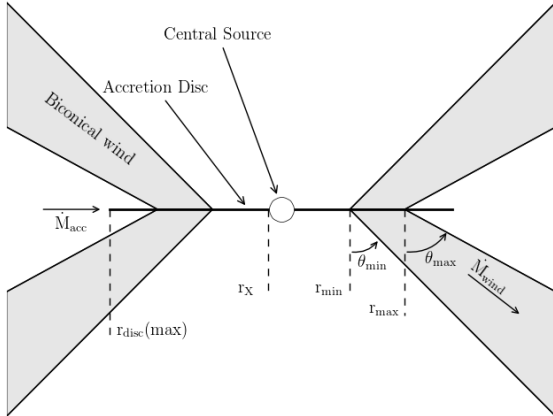 Central Source
Accretion Disc
Biconical wind
Ṁacc
rX
rmin
θmin
θmax
Ṁwind
rmax
rdisc(max)